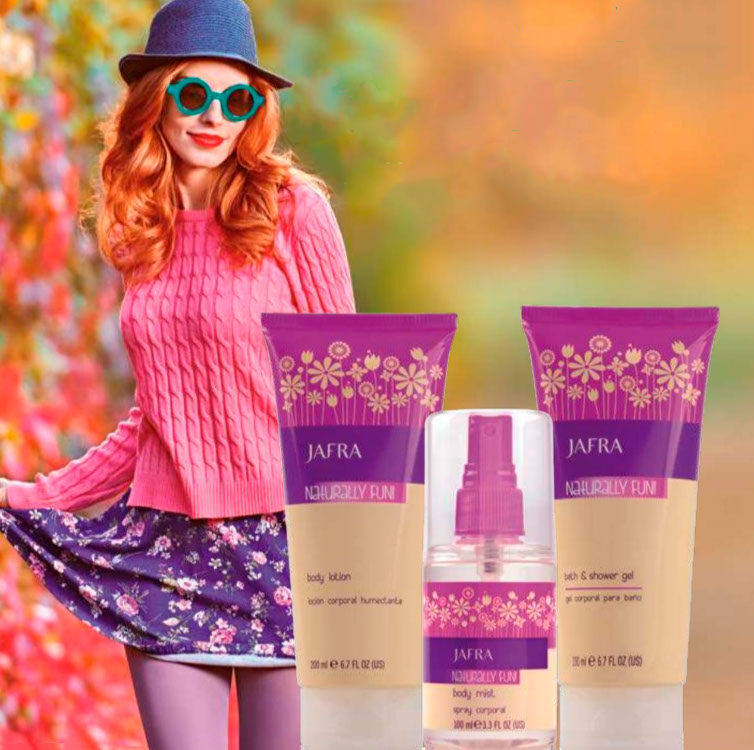 JAFRA
NATURALLY FUN!
body lotion
loción corporal humectante
200 ml ℮ 6.7 FL OZ (US)
JAFRA
NATURALLY FUN!
body mist
spray corporal
100 ml ℮ 3.3 FL OZ (US)
JAFRA
NATURALLY FUN!
bath & shower gel
gel corporal para baño
200 ml ℮ 6.7 FL OZ (US)